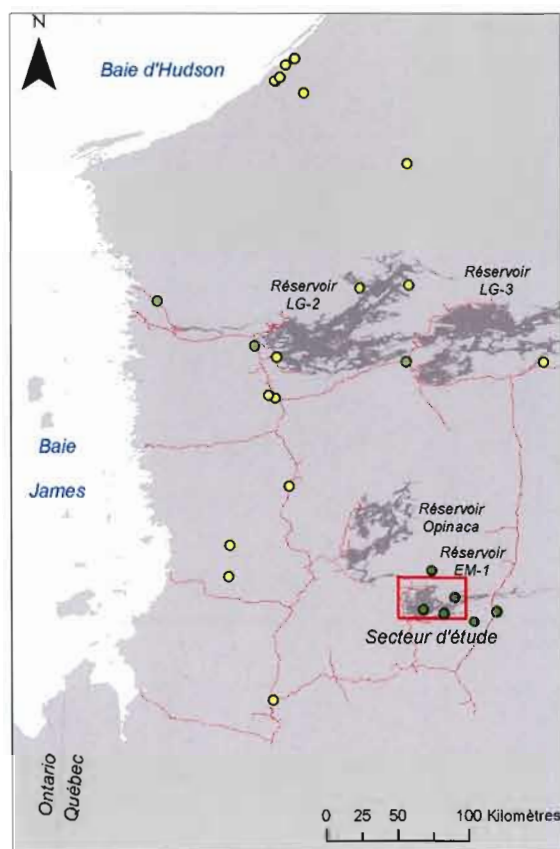 N
Baie d'Hudson
Réservoir
LG-2
Réservoir
LG-3
Baie
James
Réservoir
Opinaca
Réservoir
EM-1
Secteur d'étude
Ontario
Québec
0 25 50 100 Kilomètres